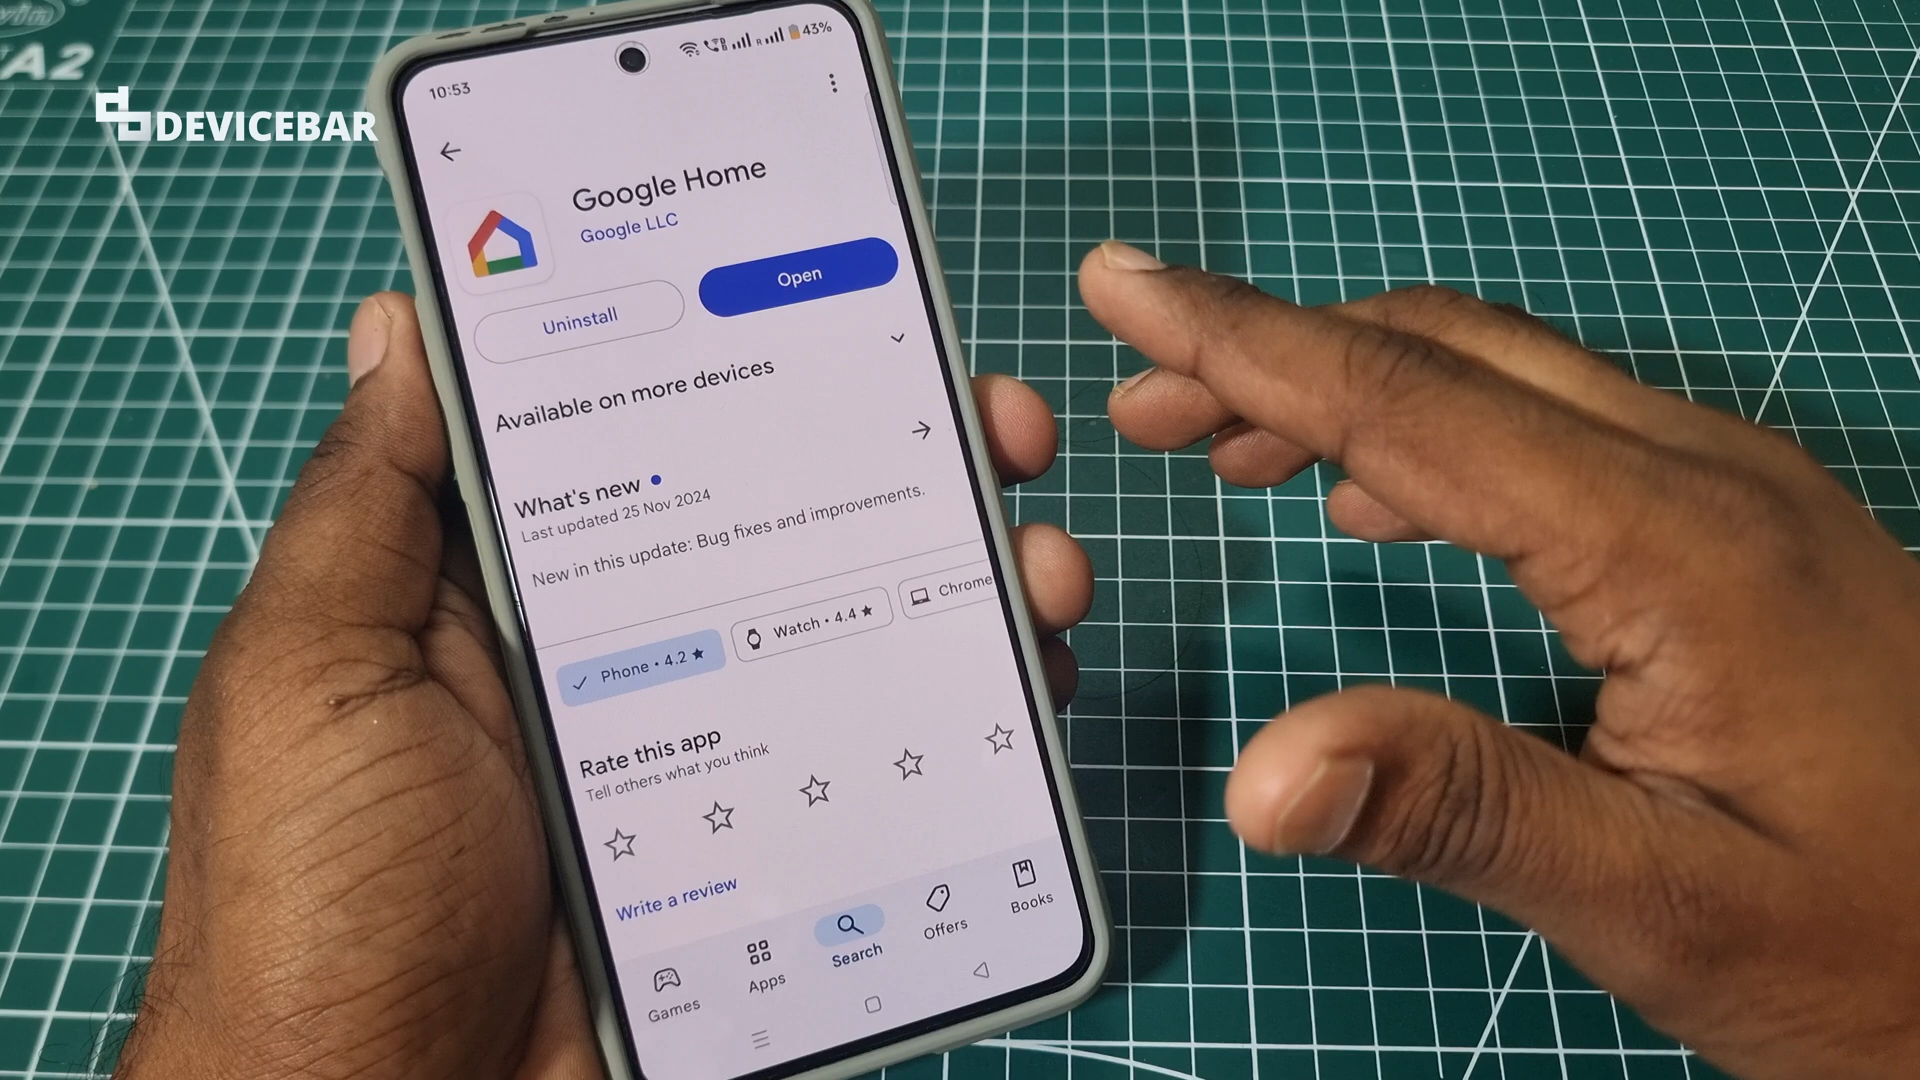 A2
DEVICEBAR
10:53
R
43%
Google Home
Google LLC
Uninstall
Open
Available on more devices
What's new
Last updated 25 Nov 2024
New in this update: Bug fixes and improvements.
Phone • 4.2 ★
Watch • 4.4 ★
Chrome
Rate this app
Tell others what you think
Write a review
Games
Apps
Search
Offers
Books